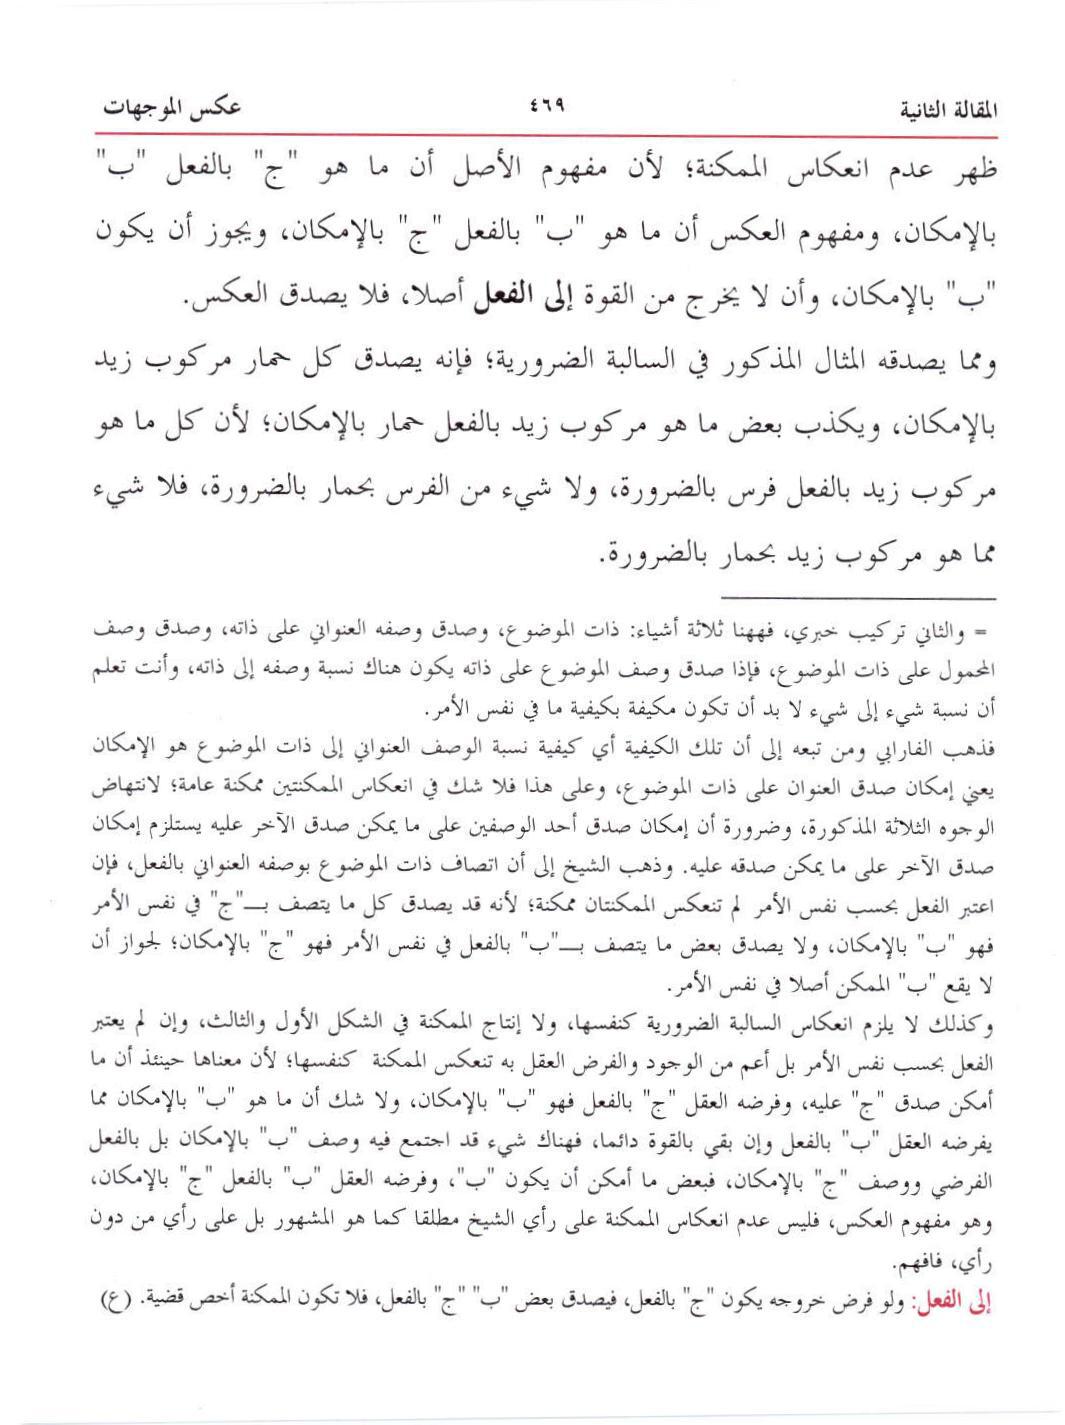 المقالة الثانية ٤٦٩ عكس الموجهات
ظهر عدم انعكاس الممكنة؛ لأن مفهوم الأصل أن ما هو "ج" بالفعل "ب"
بالإمكان، ومفهوم العكس أن ما هو "ب" بالفعل "ج" بالإمكان، ويجوز أن يكون
"ب" بالإمكان، وأن لا يخرج من القوة إلى الفعل أصلا، فلا يصدق العكس.
ومما يصدقه المثال المذكور في السالبة الضرورية؛ فإنه يصدق كل حمار مركوب زيد
بالإمكان، ويكذب بعض ما هو مركوب زيد بالفعل حمار بالإمكان؛ لأن كل ما هو
مركوب زيد بالفعل فرس بالضرورة، ولا شيء من الفرس بحمار بالضرورة، فلا شيء
مما هو مركوب زيد بحمار بالضرورة.
= والثاني تركيب خبري، فههنا ثلاثة أشياء: ذات الموضوع، وصدق وصفه العنواني على ذاته، وصدق وصف
المحمول على ذات الموضوع، فإذا صدق وصف الموضوع على ذاته يكون هناك نسبة وصفه إلى ذاته، وأنت تعلم
أن نسبة شيء إلى شيء لا بد أن تكون مكيفة بكيفية ما في نفس الأمر.
فذهب الفارابي ومن تبعه إلى أن تلك الكيفية أي كيفية نسبة الوصف العنواني إلى ذات الموضوع هو الإمكان
يعني إمكان صدق العنوان على ذات الموضوع، وعلى هذا فلا شك في انعكاس الممكنتين ممكنة عامة؛ لانتهاض
الوجوه الثلاثة المذكورة، وضرورة أن إمكان صدق أحد الوصفين على ما يمكن صدق الآخر عليه يستلزم إمكان
صدق الآخر على ما يمكن صدقه عليه. وذهب الشيخ إلى أن اتصاف ذات الموضوع بوصفه العنواني بالفعل، فإن
اعتبر الفعل بحسب نفس الأمر لم تنعكس الممكنتان ممكنة؛ لأنه قد يصدق كل ما يتصف بـ"ج" في نفس الأمر
فهو "ب" بالإمكان، ولا يصدق بعض ما يتصف بـ"ب" بالفعل في نفس الأمر فهو "ج" بالإمكان؛ لجواز أن
لا يقع "ب" الممكن أصلا في نفس الأمر.
وكذلك لا يلزم انعكاس السالبة الضرورية كنفسها، ولا إنتاج الممكنة في الشكل الأول والثالث، وإن لم يعتبر
الفعل بحسب نفس الأمر بل أعم من الوجود والفرض العقل به تنعكس الممكنة كنفسها؛ لأن معناها حينئذ أن ما
أمكن صدق "ج" عليه، وفرضه العقل "ج" بالفعل فهو "ب" بالإمكان، ولا شك أن ما هو "ب" بالإمكان مما
يفرضه العقل "ب" بالفعل وإن بقي بالقوة دائما، فهناك شيء قد اجتمع فيه وصف "ب" بالإمكان بل بالفعل
الفرضي ووصف "ج" بالإمكان، فبعض ما أمكن أن يكون "ب"، وفرضه العقل "ب" بالفعل "ج" بالإمكان،
وهو مفهوم العكس، فليس عدم انعكاس الممكنة على رأي الشيخ مطلقا كما هو المشهور بل على رأي من دون
رأي، فافهم.
إلى الفعل: ولو فرض خروجه يكون "ج" بالفعل، فيصدق بعض "ب" "ج" بالفعل، فلا تكون الممكنة أخص قضية. (ع)